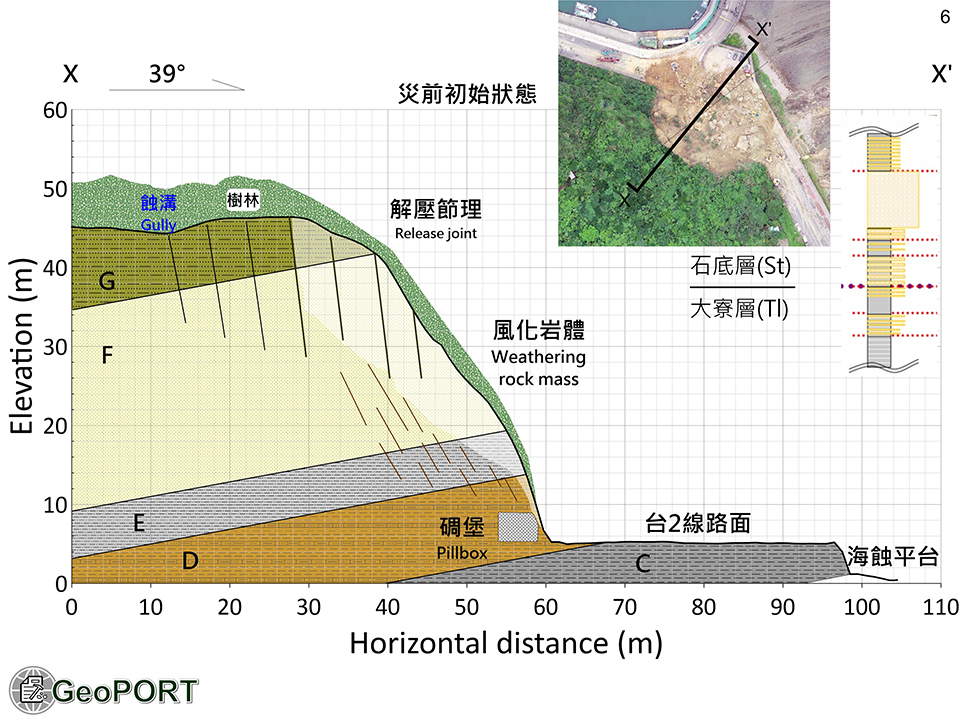 6
X
39°
X'
災前初始狀態
X'
X
60
50
40
30
20
10
0
Elevation (m)
蝕溝
Gully
樹林
解壓節理
Release joint
石底層(St)
大寮層(Tl)
風化岩體
Weathering
rock mass
G
F
E
D
C
碉堡
Pillbox
台2線路面
海蝕平台
0 10 20 30 40 50 60 70 80 90 100 110
Horizontal distance (m)
GeoPORT